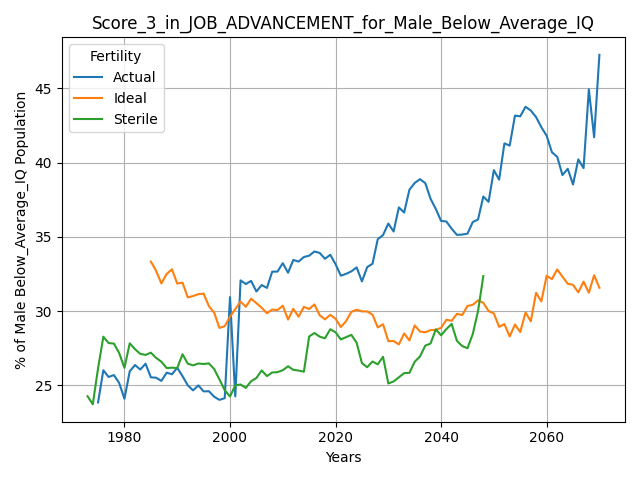 Score_3_in_JOB_ADVANCEMENT_for_Male_Below_Average_IQ
Fertility
Actual
Ideal
Sterile
% of Male Below_Average_IQ Population
45
40
35
30
25
1980 2000 2020 2040 2060
Years